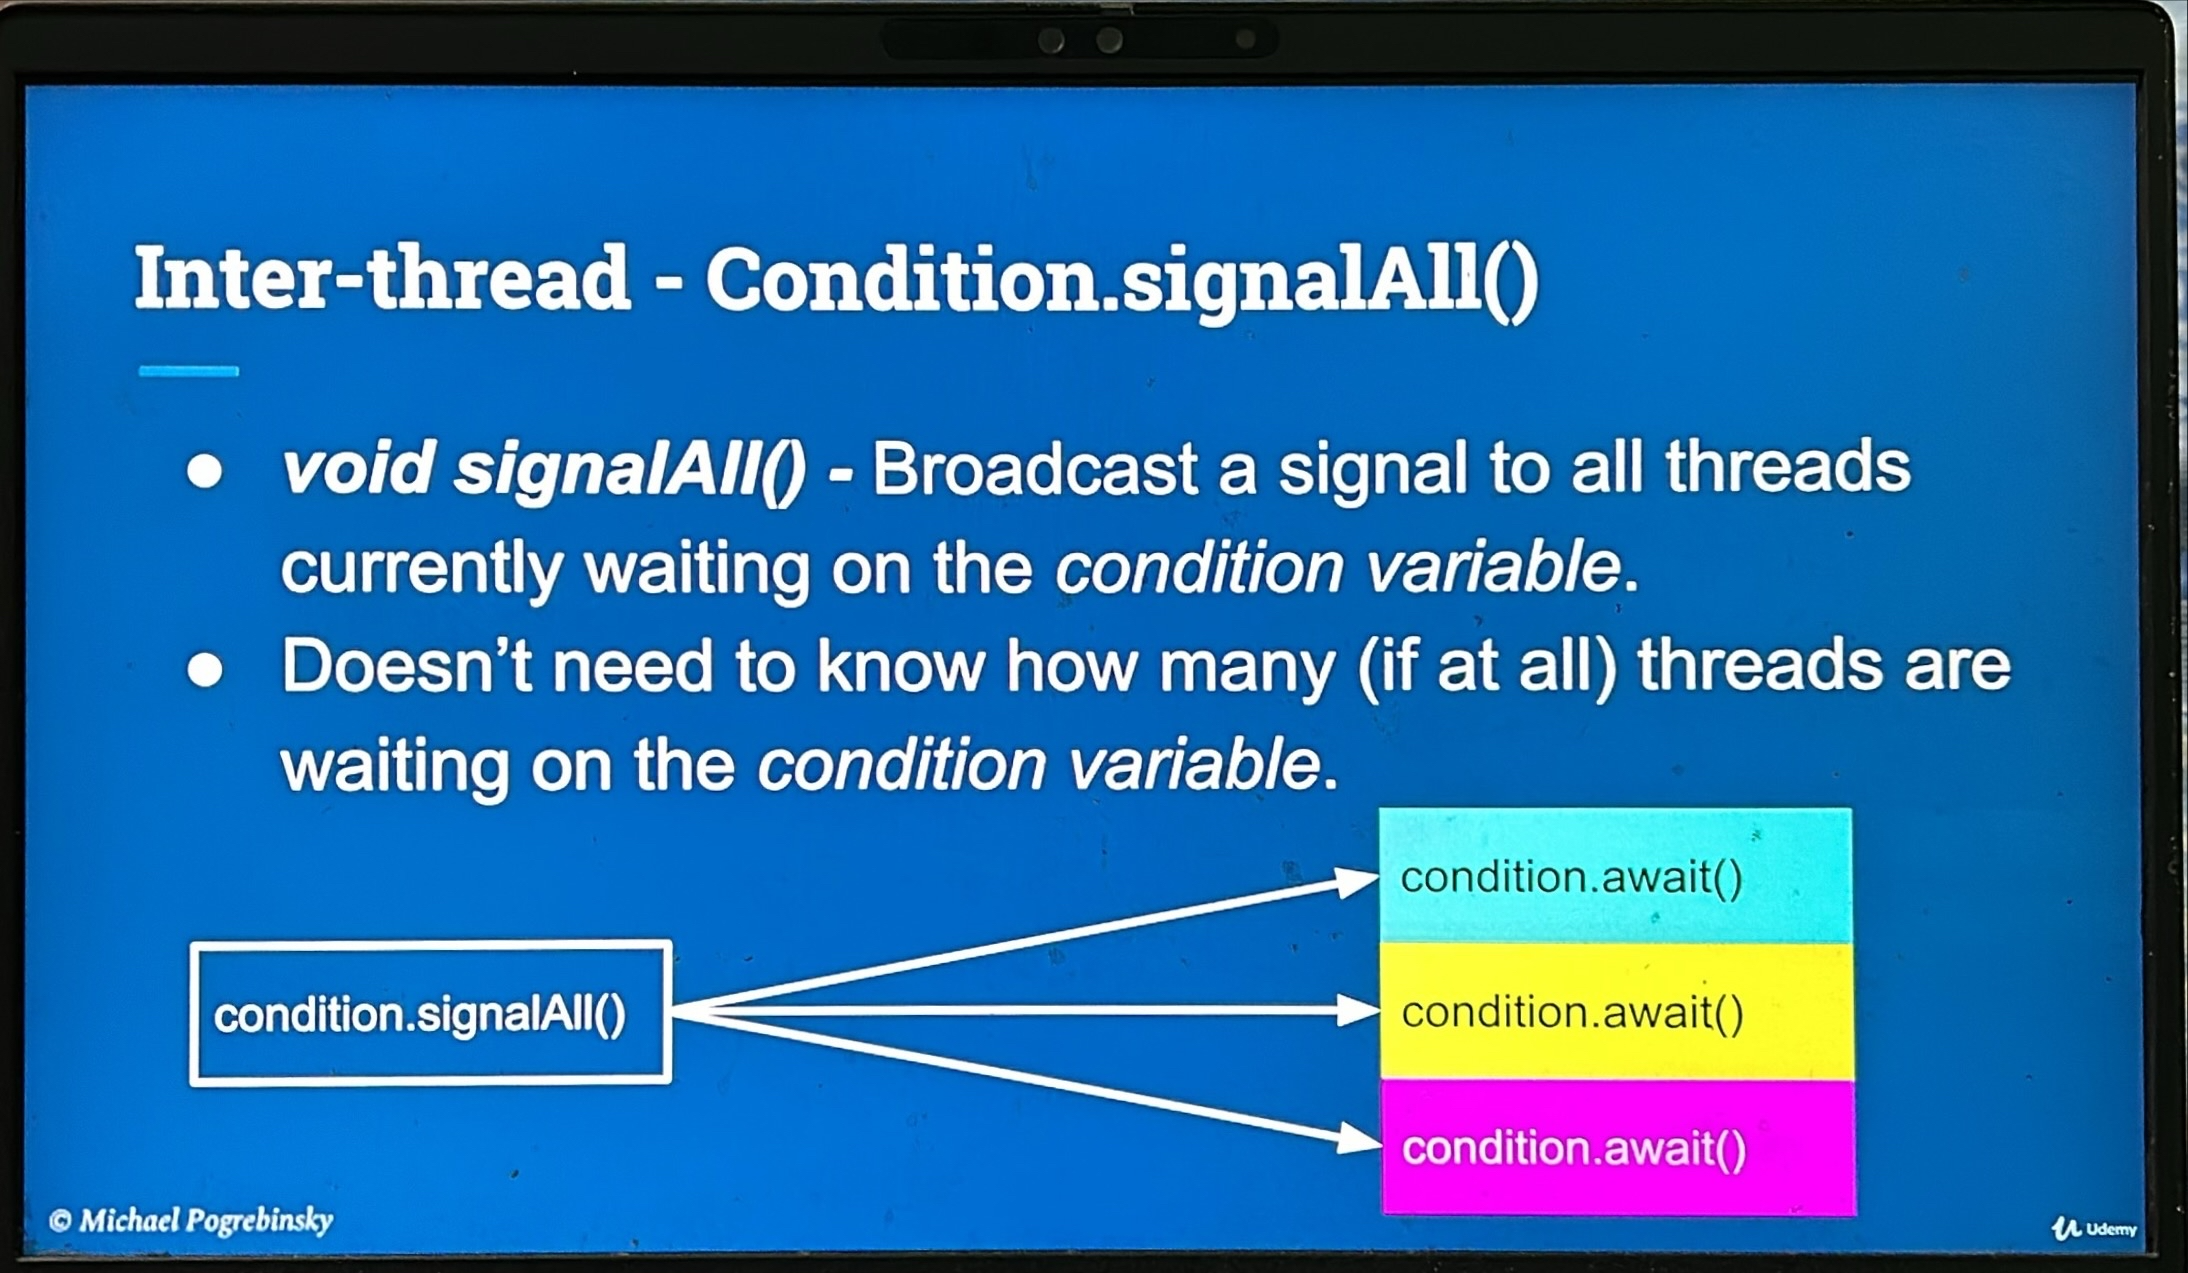 Inter-thread - Condition.signalAll()
● void signalAll() - Broadcast a signal to all threads
currently waiting on the condition variable.
● Doesn’t need to know how many (if at all) threads are
waiting on the condition variable.
condition.signalAll()
condition.await()
condition.await()
condition.await()
© Michael Pogrebinsky
Udemy